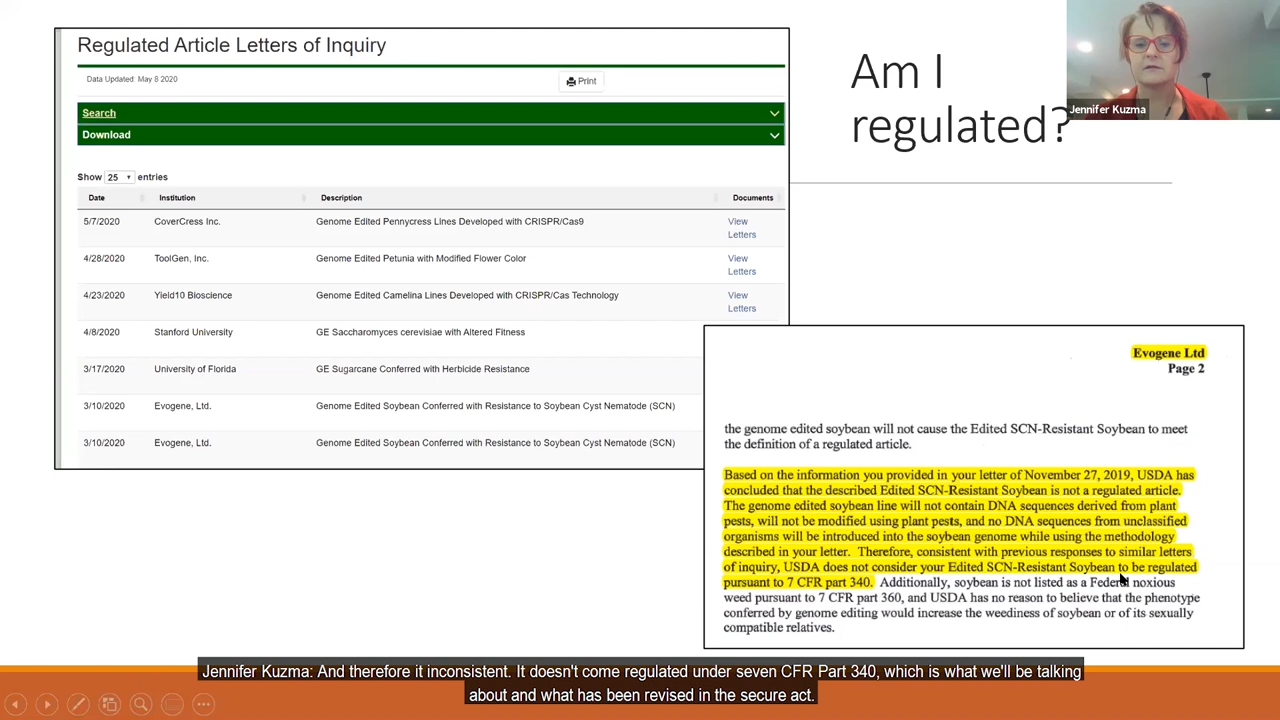 Regulated Article Letters of Inquiry
Data Updated: May 8 2020
Print
Search
Download
Show 25 entries
Date Institution Description Documents
5/7/2020 CoverCress Inc. Genome Edited Pennycress Lines Developed with CRISPR/Cas9 View Letters
4/28/2020 ToolGen, Inc. Genome Edited Petunia with Modified Flower Color View Letters
4/23/2020 Yield10 Bioscience Genome Edited Camelina Lines Developed with CRISPR/Cas Technology View Letters
4/8/2020 Stanford University GE Saccharomyces cerevisiae with Altered Fitness
3/17/2020 University of Florida GE Sugarcane Conferred with Herbicide Resistance
3/10/2020 Evogene, Ltd. Genome Edited Soybean Conferred with Resistance to Soybean Cyst Nematode (SCN)
3/10/2020 Evogene, Ltd. Genome Edited Soybean Conferred with Resistance to Soybean Cyst Nematode (SCN)
Am I
regulated?
Jennifer Kuzma
Evogene Ltd
Page 2
the genome edited soybean will not cause the Edited SCN-Resistant Soybean to meet
the definition of a regulated article.
Based on the information you provided in your letter of November 27, 2019, USDA has
concluded that the described Edited SCN-Resistant Soybean is not a regulated article.
The genome edited soybean line will not contain DNA sequences derived from plant
pests, will not be modified using plant pests, and no DNA sequences from unclassified
organisms will be introduced into the soybean genome while using the methodology
described in your letter. Therefore, consistent with previous responses to similar letters
of inquiry, USDA does not consider your Edited SCN-Resistant Soybean to be regulated
pursuant to 7 CFR part 340. Additionally, soybean is not listed as a Federal noxious
weed pursuant to 7 CFR part 360, and USDA has no reason to believe that the phenotype
conferred by genome editing would increase the weediness of soybean or of its sexually
compatible relatives.
Jennifer Kuzma: And therefore it inconsistent. It doesn't come regulated under seven CFR Part 340, which is what we'll be talking
about and what has been revised in the secure act.